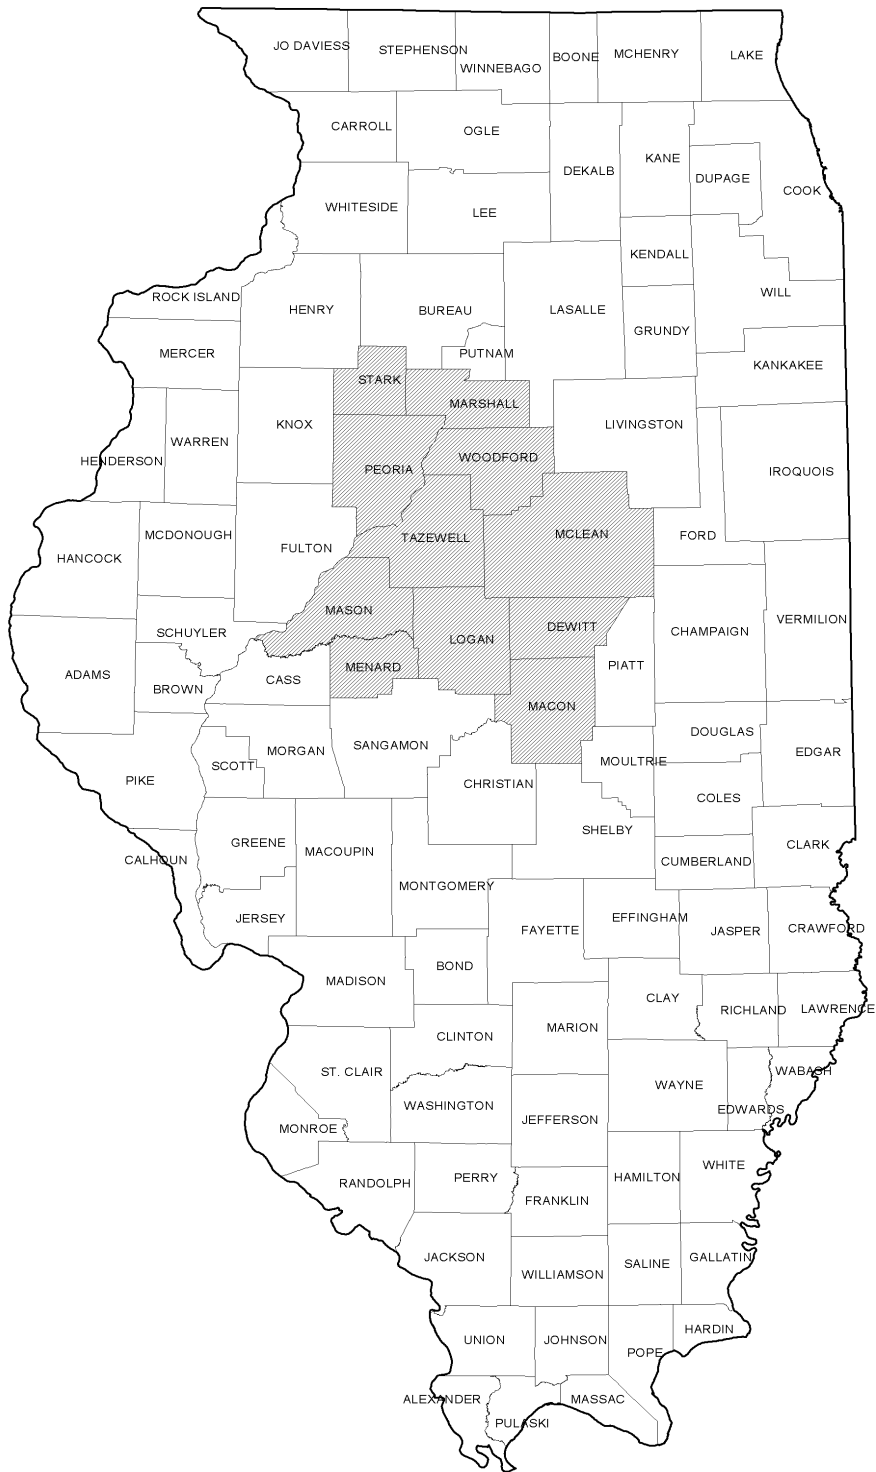 JO DAVIESS
STEPHENSON
WINNEBAGO
BOONE
MCHENRY
LAKE
CARROLL
OGLE
DEKALB
KANE
DUPAGE
COOK
WHITESIDE
LEE
KENDALL
ROCK ISLAND
HENRY
BUREAU
LASALLE
WILL
GRUNDY
MERCER
PUTNAM
KANKAKEE
STARK
MARSHALL
KNOX
LIVINGSTON
WARREN
HENDERSON
PEORIA
WOODFORD
IROQUOIS
MCDONOUGH
TAZEWELL
MCLEAN
FORD
FULTON
HANCOCK
MASON
VERMILION
SCHUYLER
LOGAN
DEWITT
CHAMPAIGN
ADAMS
BROWN
CASS
MENARD
PIATT
MACON
DOUGLAS
SANGAMON
MORGAN
EDGAR
SCOTT
MOULTRIE
PIKE
CHRISTIAN
COLES
SHELBY
GREENE
MACOUPIN
CLARK
CALHOUN
CUMBERLAND
MONTGOMERY
JERSEY
FAYETTE
EFFINGHAM
JASPER
CRAWFORD
BOND
MADISON
CLAY
RICHLAND
LAWRENCE
MARION
CLINTON
ST. CLAIR
WABASH
WAYNE
WASHINGTON
EDWARDS
JEFFERSON
MONROE
WHITE
PERRY
HAMILTON
RANDOLPH
FRANKLIN
JACKSON
GALLATIN
SALINE
WILLIAMSON
HARDIN
UNION
JOHNSON
POPE
ALEXANDER
MASSAC
PULASKI